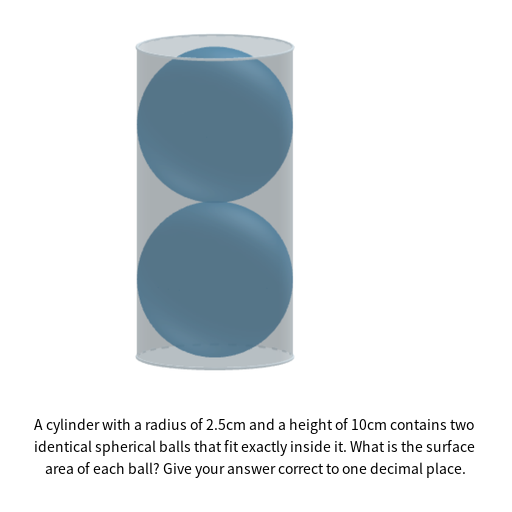 A cylinder with a radius of 2.5cm and a height of 10cm contains two
identical spherical balls that fit exactly inside it. What is the surface
area of each ball? Give your answer correct to one decimal place.